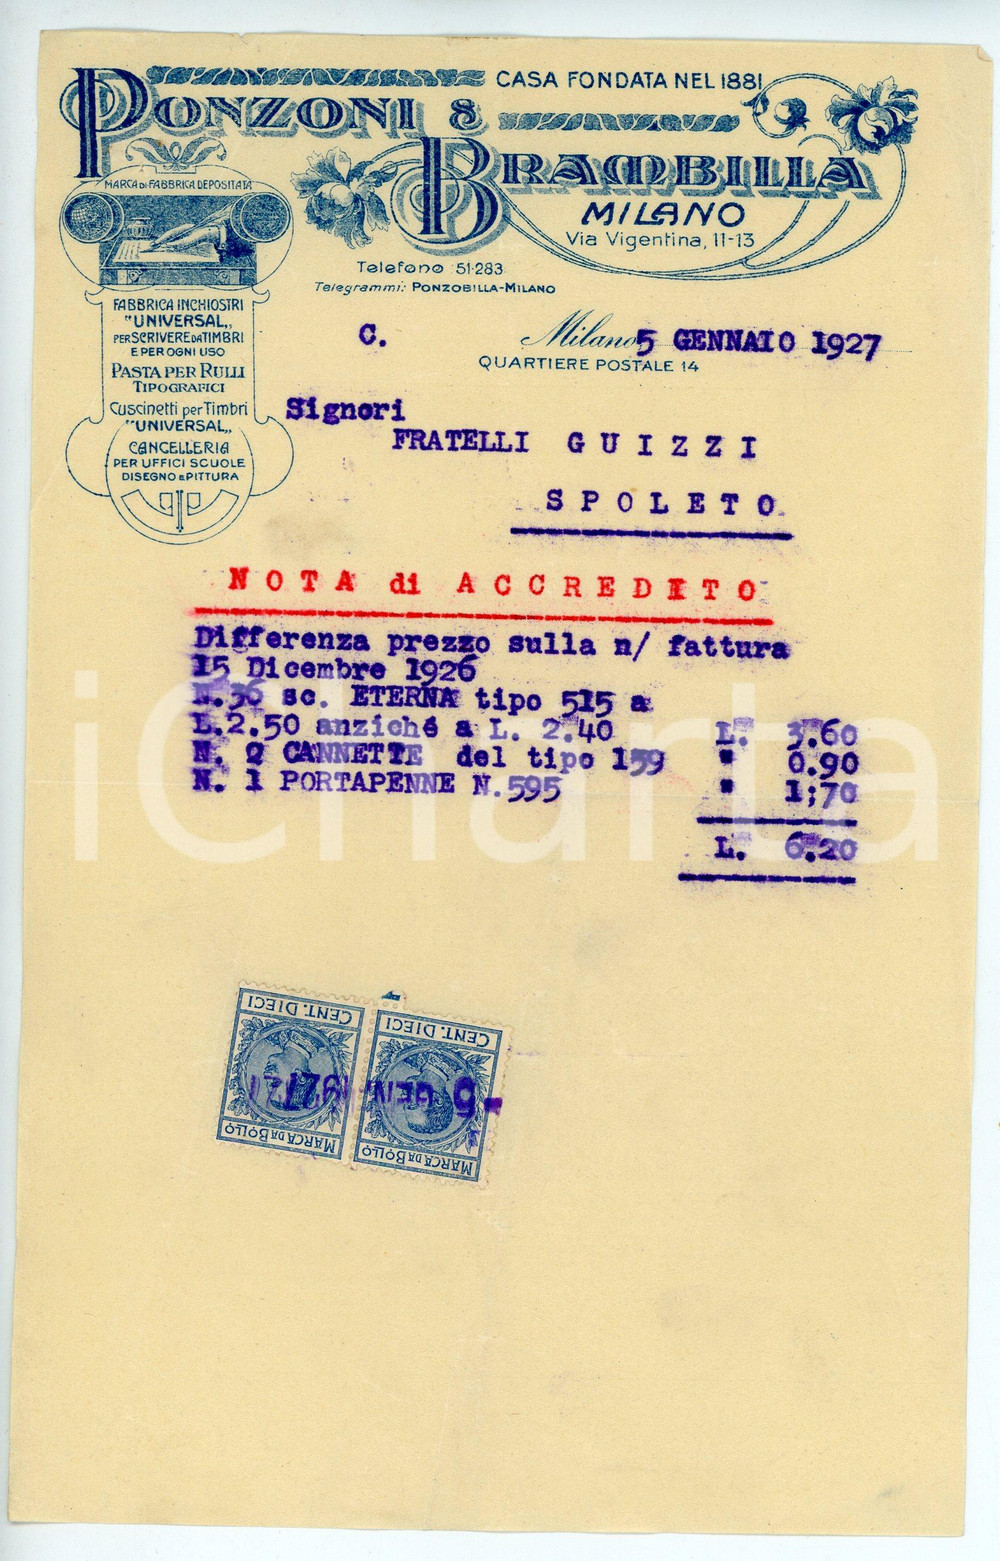 PONZONI & BRAMBILLA
CASA FONDATA NEL 1881
MILANO
Via Vigentina, 11-13
Telefono 51-283
Telegrammi: PONZOBILLA-MILANO
MARCA DI FABBRICA DEPOSITATA
FABBRICA INCHIOSTRI
"UNIVERSAL„
PER SCRIVERE DA TIMBRI
E PER OGNI USO
PASTA PER RULLI
TIPOGRAFICI
Cuscinetti per Timbri
"UNIVERSAL„
CANCELLERIA
PER UFFICI SCUOLE
DISEGNO E PITTURA
C.
Milano 5 GENNAIO 1927
QUARTIERE POSTALE 14
Signori
FRATELLI GUIZZI
SPOLETO
NOTA di ACCREDITO
Differenza prezzo sulla n/ fattura
15 Dicembre 1926
N.36 sc. ETERNA tipo 515 a
L.2.50 anziché a L. 2.40 L. 3.60
N. 2 CANNETTE del tipo 159 " 0.90
N. 1 PORTAPENNE N.595 " 1;70
L. 6.20
iCharta
CENT. DIECI
MARCA DA BOLLO
CENT. DIECI
MARCA DA BOLLO
-5 GEN. 1927